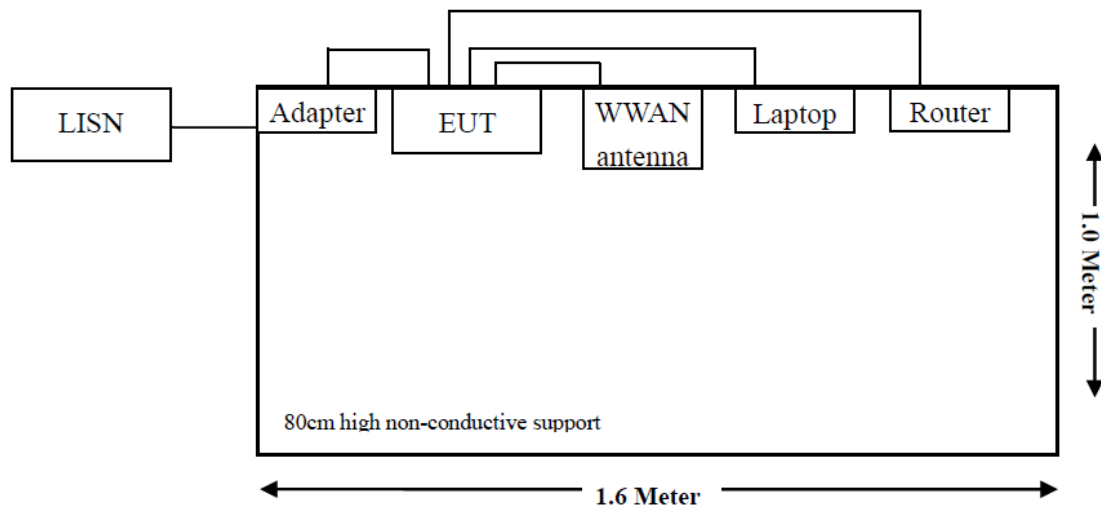 LISN
Adapter
EUT
WWAN
antenna
Laptop
Router
1.0 Meter
80cm high non-conductive support
1.6 Meter